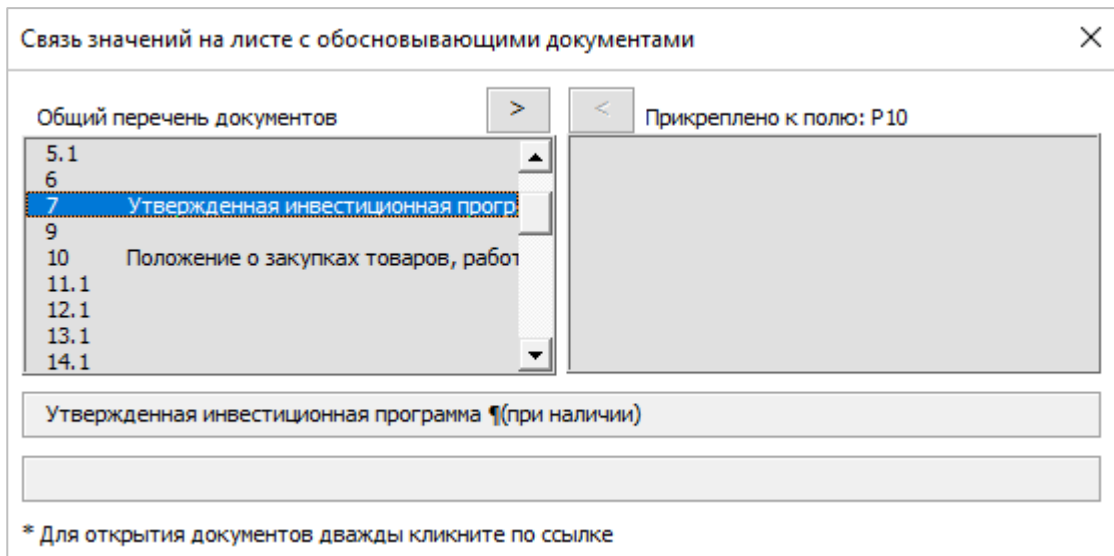 Связь значений на листе с обосновывающими документами
Общий перечень документов
>
<
Прикреплено к полю: P10
5.1
6
7 Утвержденная инвестиционная прогр
9
10 Положение о закупках товаров, работ
11.1
12.1
13.1
14.1
Утвержденная инвестиционная программа ¶(при наличии)
* Для открытия документов дважды кликните по ссылке